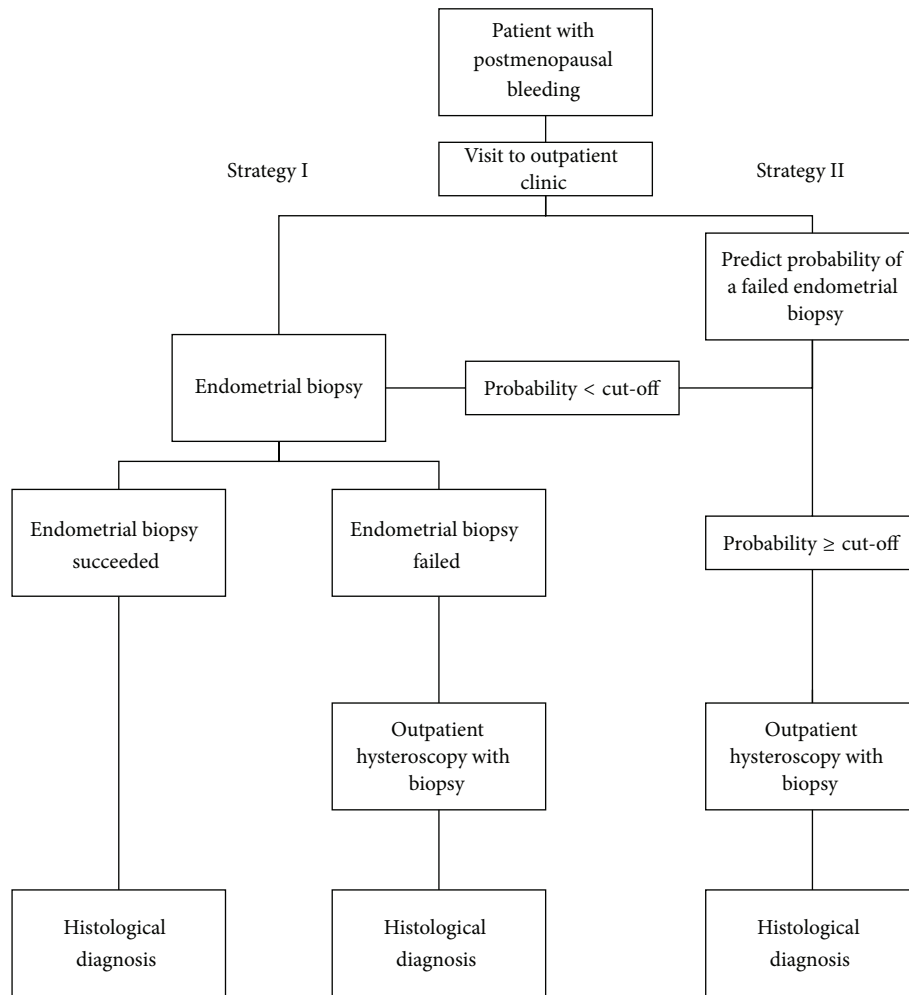 Patient with
postmenopausal
bleeding
Visit to outpatient
clinic
Strategy I
Strategy II
Predict probability of
a failed endometrial
biopsy
Endometrial biopsy
Probability < cut-off
Endometrial biopsy
succeeded
Endometrial biopsy
failed
Probability ≥ cut-off
Outpatient
hysteroscopy with
biopsy
Outpatient
hysteroscopy with
biopsy
Histological
diagnosis
Histological
diagnosis
Histological
diagnosis